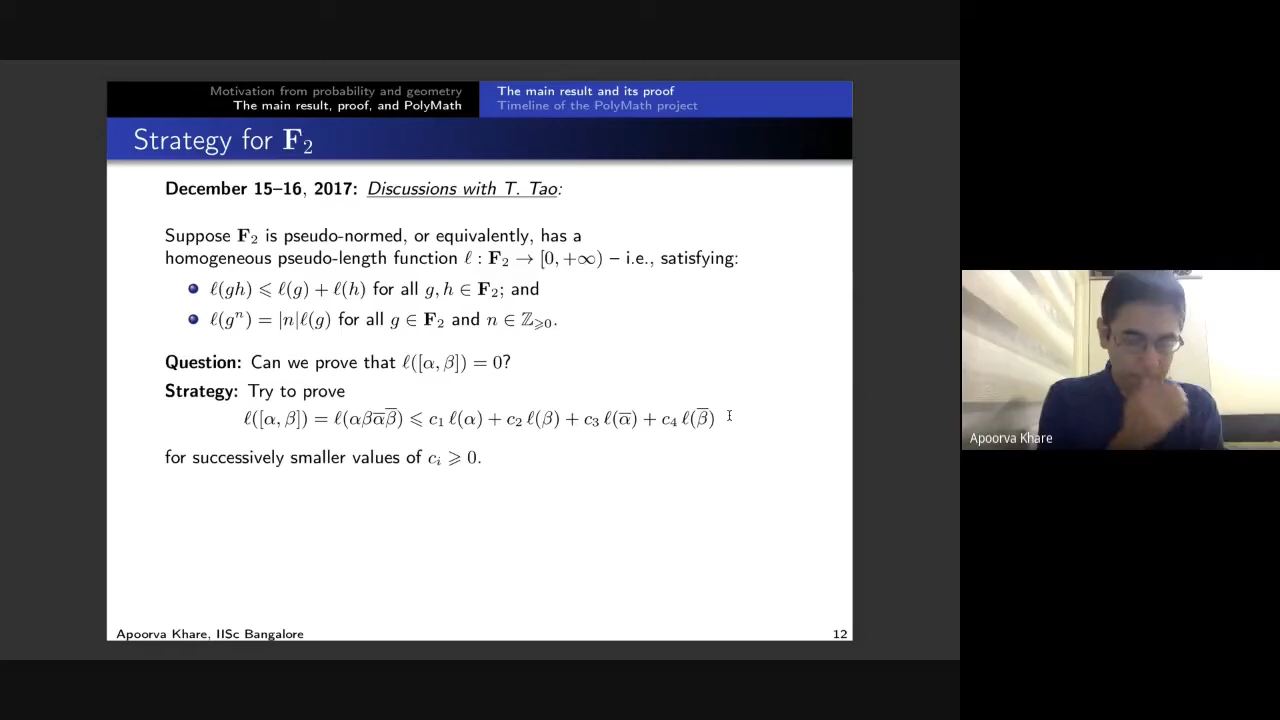 Motivation from probability and geometry
The main result, proof, and PolyMath
The main result and its proof
Timeline of the PolyMath project
Strategy for F₂
December 15–16, 2017: Discussions with T. Tao:
Suppose F₂ is pseudo-normed, or equivalently, has a
homogeneous pseudo-length function ℓ : F₂ → [0, +∞) – i.e., satisfying:
ℓ(gh) ⩽ ℓ(g) + ℓ(h) for all g, h ∈ F₂; and
ℓ(gⁿ) = |n|ℓ(g) for all g ∈ F₂ and n ∈ ℤ⩾₀.
Question: Can we prove that ℓ([α, β]) = 0?
Strategy: Try to prove
ℓ([α, β]) = ℓ(αβα̅β̅) ⩽ c₁ ℓ(α) + c₂ ℓ(β) + c₃ ℓ(α̅) + c₄ ℓ(β̅)
for successively smaller values of cᵢ ⩾ 0.
Apoorva Khare, IISc Bangalore
12
Apoorva Khare